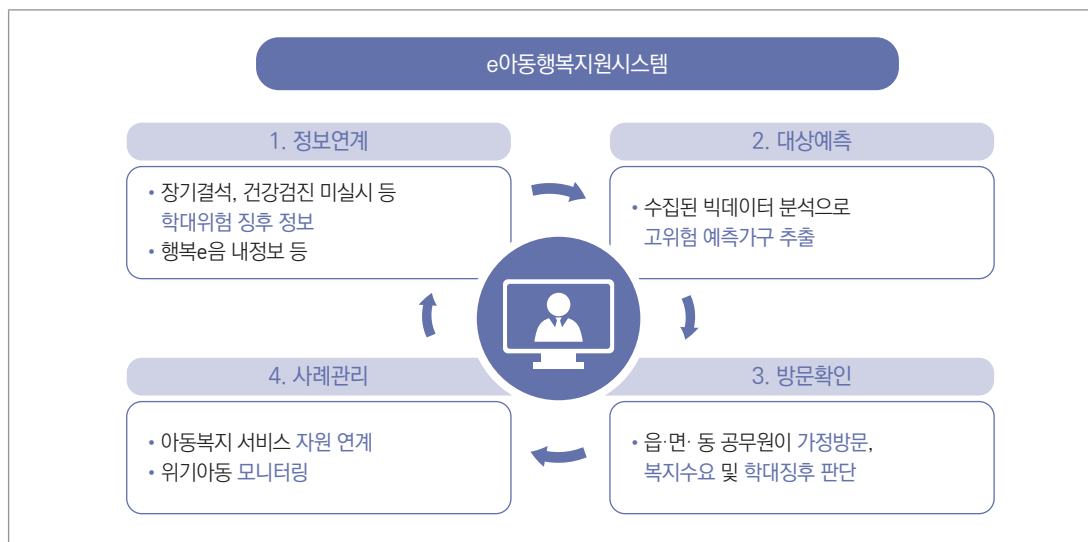 e아동행복지원시스템
1. 정보연계
• 장기결석, 건강검진 미실시 등
학대위험 징후 정보
• 행복e음 내정보 등
2. 대상예측
• 수집된 빅데이터 분석으로
고위험 예측가구 추출
4. 사례관리
• 아동복지 서비스 자원 연계
• 위기아동 모니터링
3. 방문확인
• 읍·면· 동 공무원이 가정방문,
복지수요 및 학대징후 판단